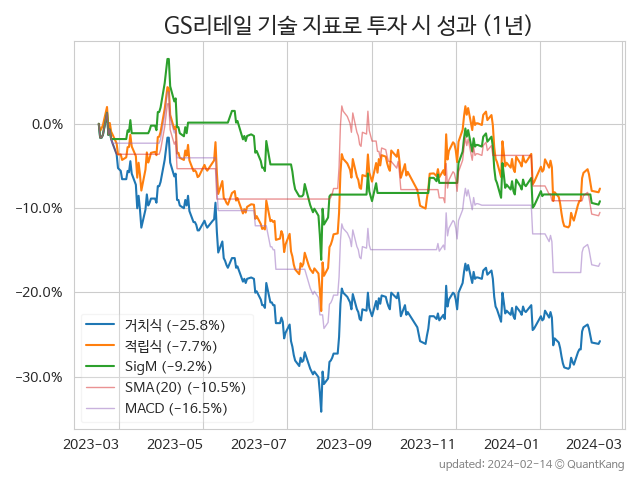 GS리테일 기술 지표로 투자 시 성과 (1년)
0.0%
−10.0%
−20.0%
−30.0%
거치식 (−25.8%)
적립식 (−7.7%)
SigM (−9.2%)
SMA(20) (−10.5%)
MACD (−16.5%)
2023-03 2023-05 2023-07 2023-09 2023-11 2024-01 2024-03
updated: 2024-02-14 © QuantKang